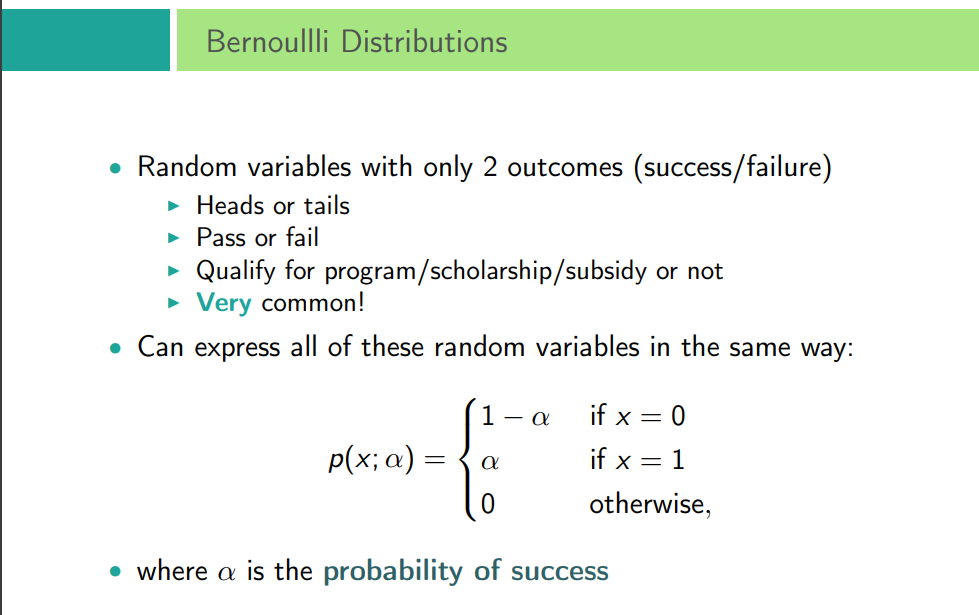 Bernoullli Distributions
• Random variables with only 2 outcomes (success/failure)
▶ Heads or tails
▶ Pass or fail
▶ Qualify for program/scholarship/subsidy or not
▶ Very common!
• Can express all of these random variables in the same way:
p(x; α) = {
1 − α if x = 0
α if x = 1
0 otherwise,
• where α is the probability of success